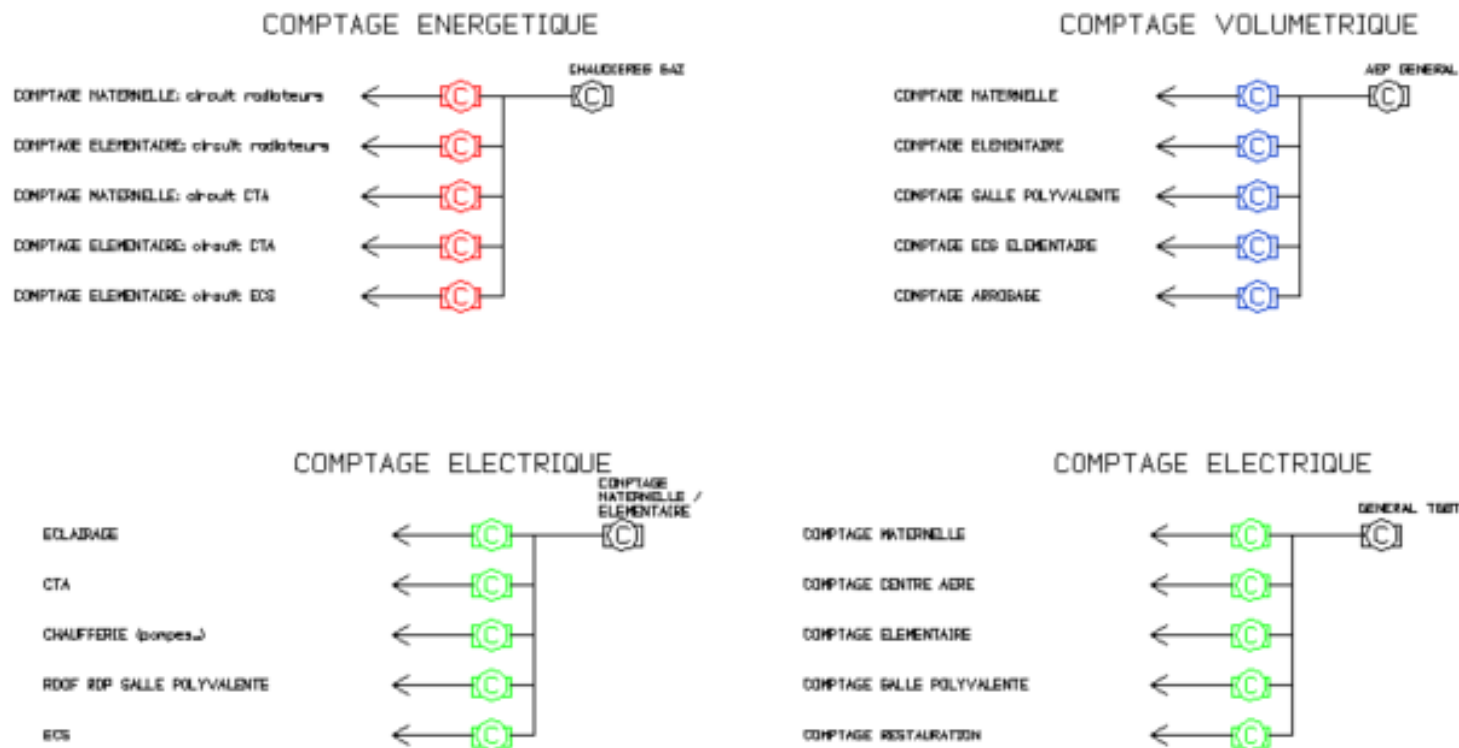 COMPTAGE ENERGETIQUE
CHAUDIERES GAZ
C
COMPTAGE MATERNELLE: circuit radiateurs
C
COMPTAGE ELEMENTAIRE: circuit radiateurs
C
COMPTAGE MATERNELLE: circuit CTA
C
COMPTAGE ELEMENTAIRE: circuit CTA
C
COMPTAGE ELEMENTAIRE: circuit ECS
C
COMPTAGE VOLUMETRIQUE
AEP GENERAL
C
COMPTAGE MATERNELLE
C
COMPTAGE ELEMENTAIRE
C
COMPTAGE SALLE POLYVALENTE
C
COMPTAGE ECS ELEMENTAIRE
C
COMPTAGE ARROSAGE
C
COMPTAGE ELECTRIQUE
COMPTAGE
MATERNELLE /
ELEMENTAIRE
C
ECLAIRAGE
C
CTA
C
CHAUFFERIE (pompes…)
C
ROOF RDP SALLE POLYVALENTE
C
ECS
C
COMPTAGE ELECTRIQUE
GENERAL TGBT
C
COMPTAGE MATERNELLE
C
COMPTAGE CENTRE AERE
C
COMPTAGE ELEMENTAIRE
C
COMPTAGE SALLE POLYVALENTE
C
COMPTAGE RESTAURATION
C